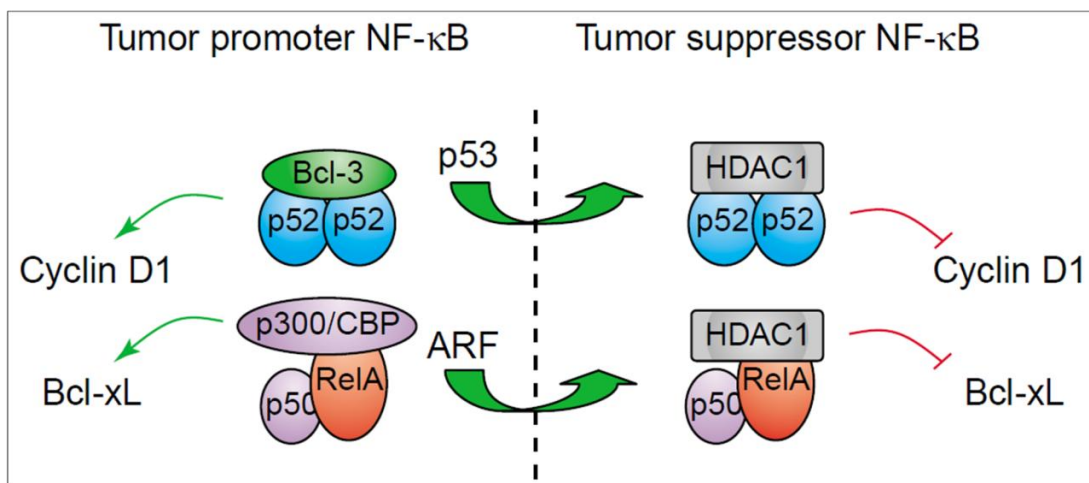 Tumor promoter NF-κB
Tumor suppressor NF-κB
Bcl-3
p52 p52
Cyclin D1
p53
HDAC1
p52 p52
Cyclin D1
p300/CBP
RelA
p50
Bcl-xL
ARF
HDAC1
RelA
p50
Bcl-xL